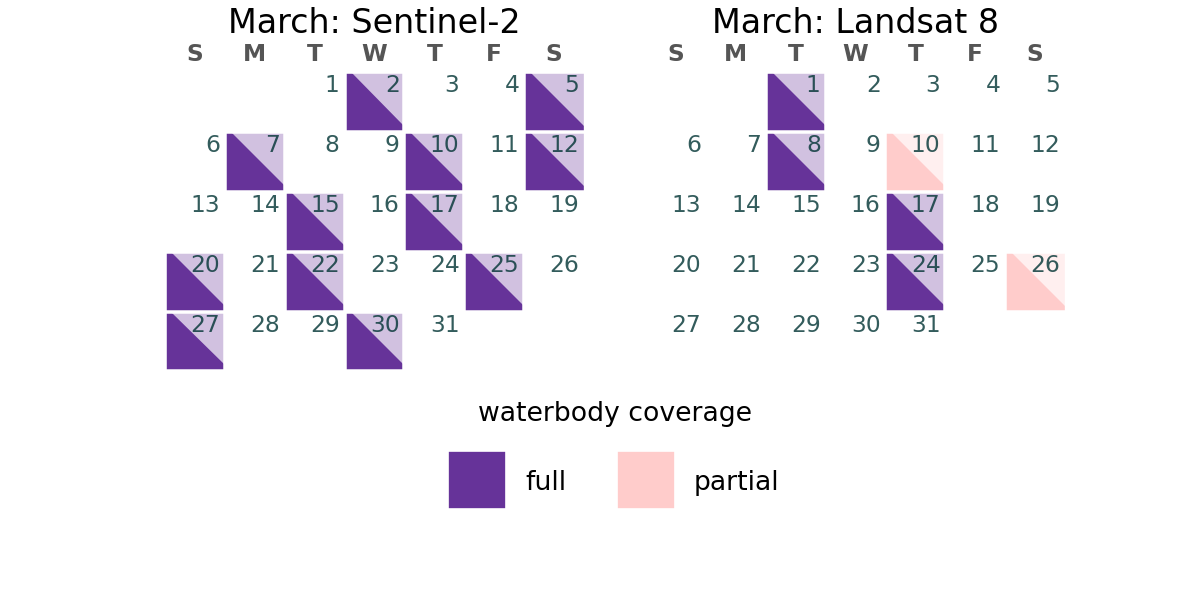 March: Sentinel-2
S M T W T F S
1 2 3 4 5
6 7 8 9 10 11 12
13 14 15 16 17 18 19
20 21 22 23 24 25 26
27 28 29 30 31
March: Landsat 8
S M T W T F S
1 2 3 4 5
6 7 8 9 10 11 12
13 14 15 16 17 18 19
20 21 22 23 24 25 26
27 28 29 30 31
waterbody coverage
full partial